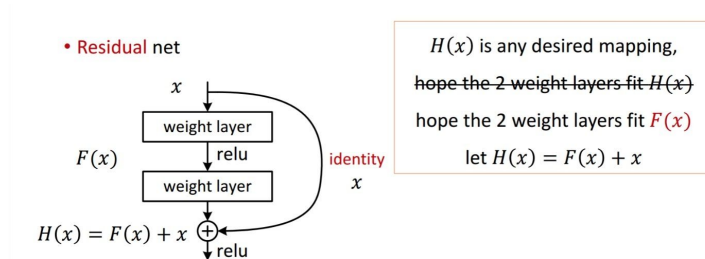 • Residual net
x
weight layer
F(x)
relu
weight layer
identity
x
H(x) = F(x) + x
relu
H(x) is any desired mapping,
hope the 2 weight layers fit H(x)
hope the 2 weight layers fit F(x)
let H(x) = F(x) + x